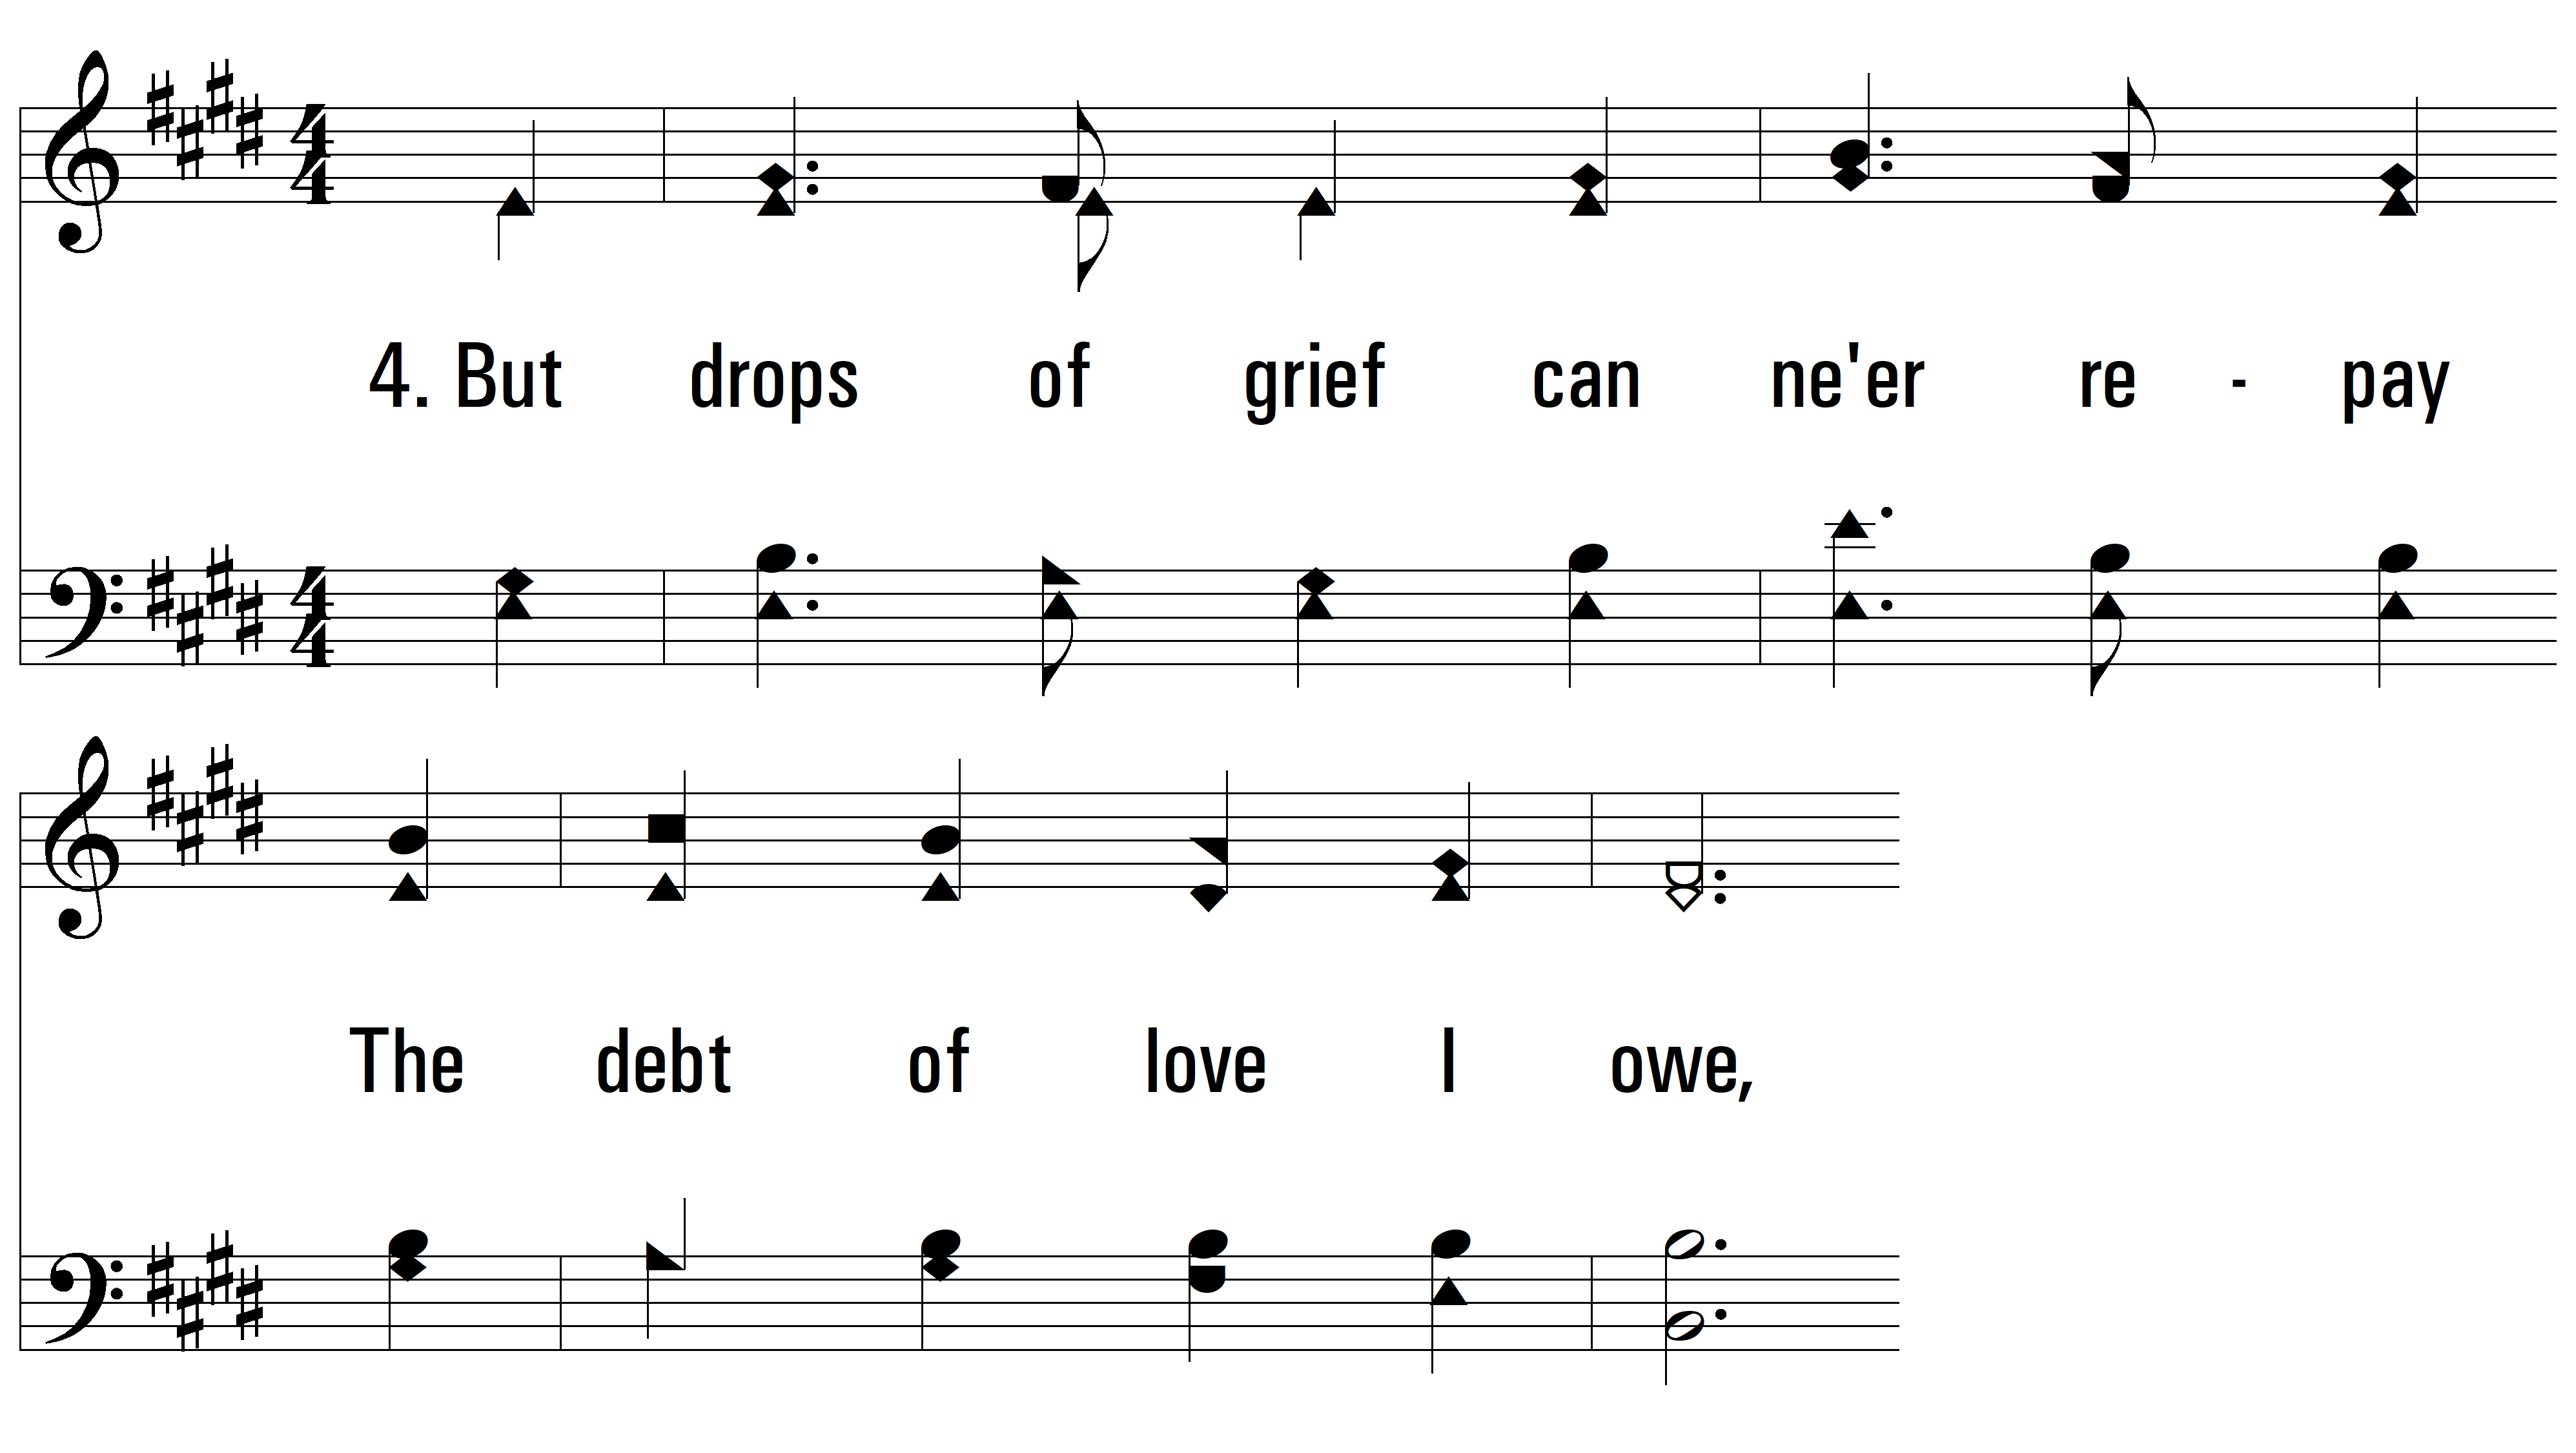 4. But drops of grief can ne'er re - pay
The debt of love I owe,